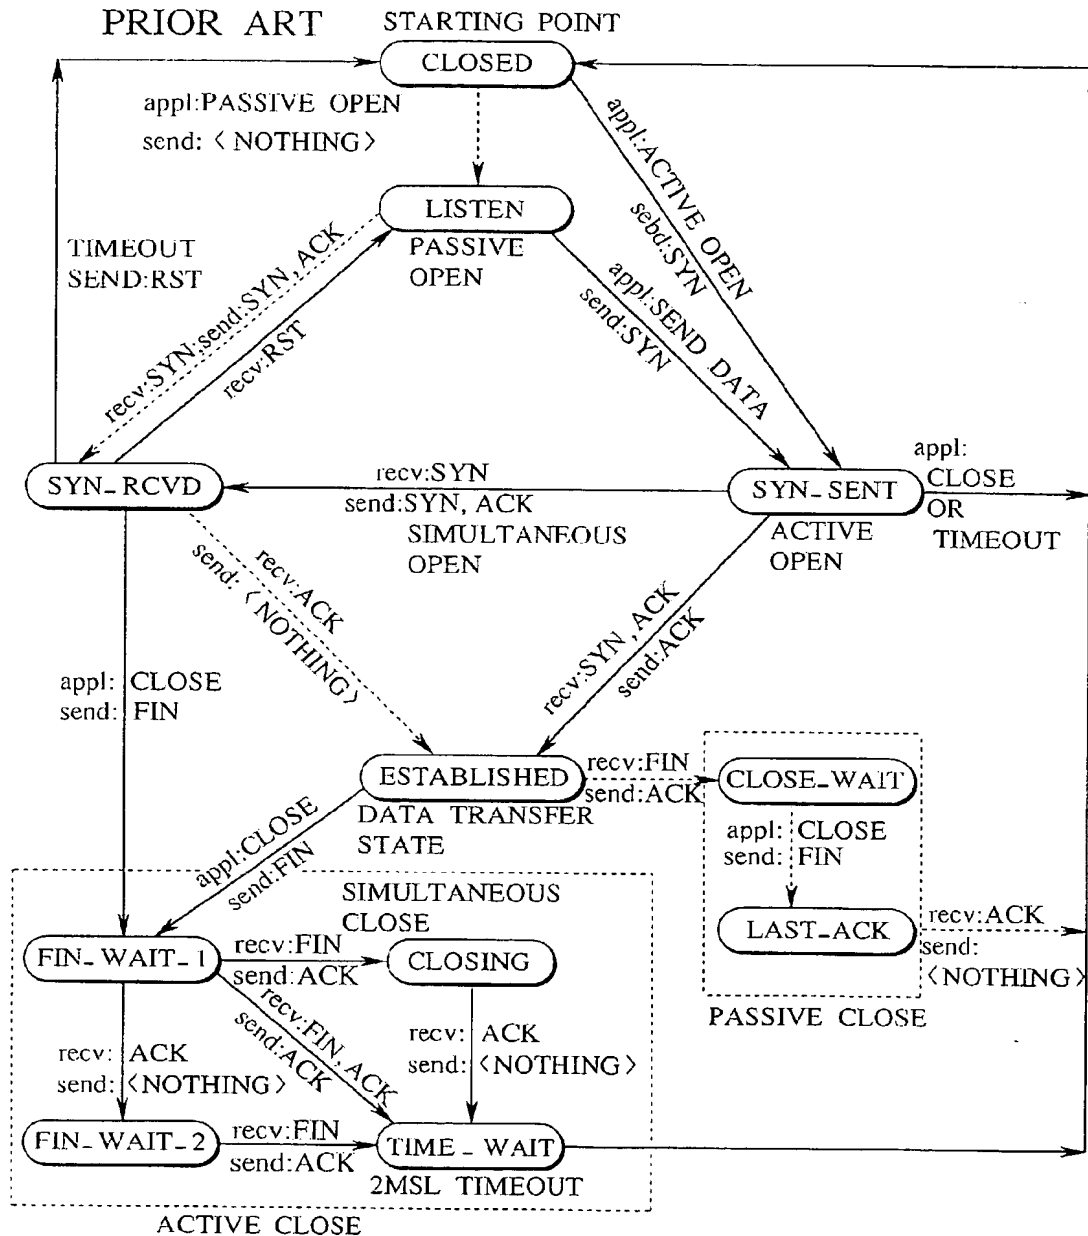 PRIOR ART
STARTING POINT
CLOSED
appl:PASSIVE OPEN
send: <NOTHING>
appl:ACTIVE OPEN
sebd:SYN
LISTEN
PASSIVE
OPEN
TIMEOUT
SEND:RST
recv:SYN;send:SYN,ACK
recv:RST
appl:SEND DATA
send:SYN
SYN_RCVD
recv:SYN
send:SYN, ACK
SIMULTANEOUS
OPEN
SYN_SENT
ACTIVE
OPEN
appl:
CLOSE
OR
TIMEOUT
recv:ACK
send: <NOTHING>
recv:SYN, ACK
send:ACK
appl: CLOSE
send: FIN
ESTABLISHED
DATA TRANSFER
STATE
recv:FIN
send:ACK
CLOSE_WAIT
appl: CLOSE
send: FIN
LAST_ACK
recv:ACK
send:
<NOTHING>
PASSIVE CLOSE
appl:CLOSE
send:FIN
SIMULTANEOUS
CLOSE
FIN_WAIT_1
recv:FIN
send:ACK
CLOSING
recv:FIN, ACK
send:ACK
recv: ACK
send: <NOTHING>
recv: ACK
send: <NOTHING>
FIN_WAIT_2
recv:FIN
send:ACK
TIME_WAIT
2MSL TIMEOUT
ACTIVE CLOSE